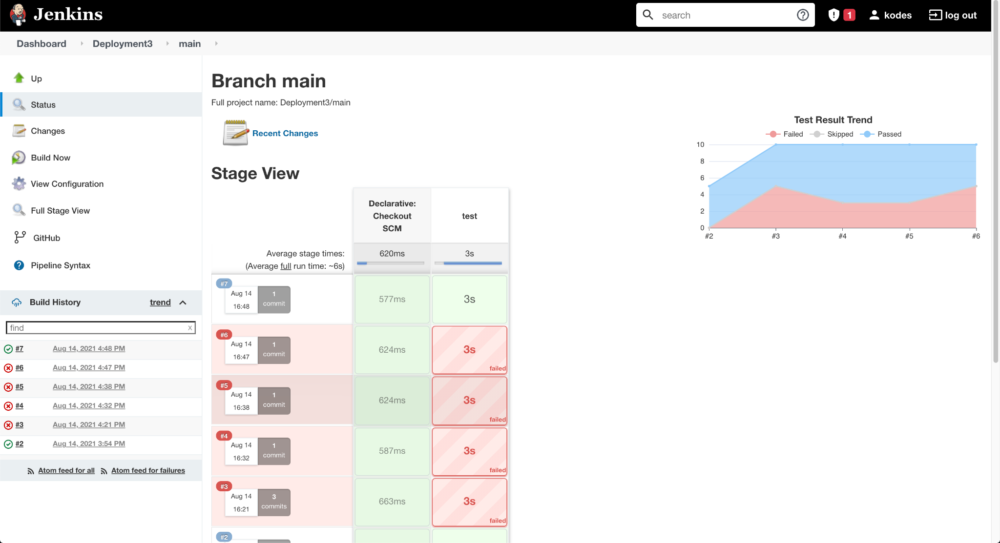 Jenkins
search
1
kodes
log out
Dashboard
Deployment3
main
Up
Status
Changes
Build Now
View Configuration
Full Stage View
GitHub
Pipeline Syntax
Build History
trend
find
x
#7 Aug 14, 2021 4:48 PM
#6 Aug 14, 2021 4:47 PM
#5 Aug 14, 2021 4:38 PM
#4 Aug 14, 2021 4:32 PM
#3 Aug 14, 2021 4:21 PM
#2 Aug 14, 2021 3:54 PM
Atom feed for all
Atom feed for failures
Branch main
Full project name: Deployment3/main
Recent Changes
Stage View
Declarative:
Checkout
SCM
test
Average stage times:
(Average full run time: ~6s)
620ms
3s
#7
Aug 14
16:48
1
commit
577ms
3s
#6
Aug 14
16:47
1
commit
624ms
3s
failed
#5
Aug 14
16:38
1
commit
624ms
3s
failed
#4
Aug 14
16:32
1
commit
587ms
3s
failed
#3
Aug 14
16:21
3
commits
663ms
3s
failed
#2
Test Result Trend
Failed
Skipped
Passed
10
8
6
4
2
0
#2
#3
#4
#5
#6